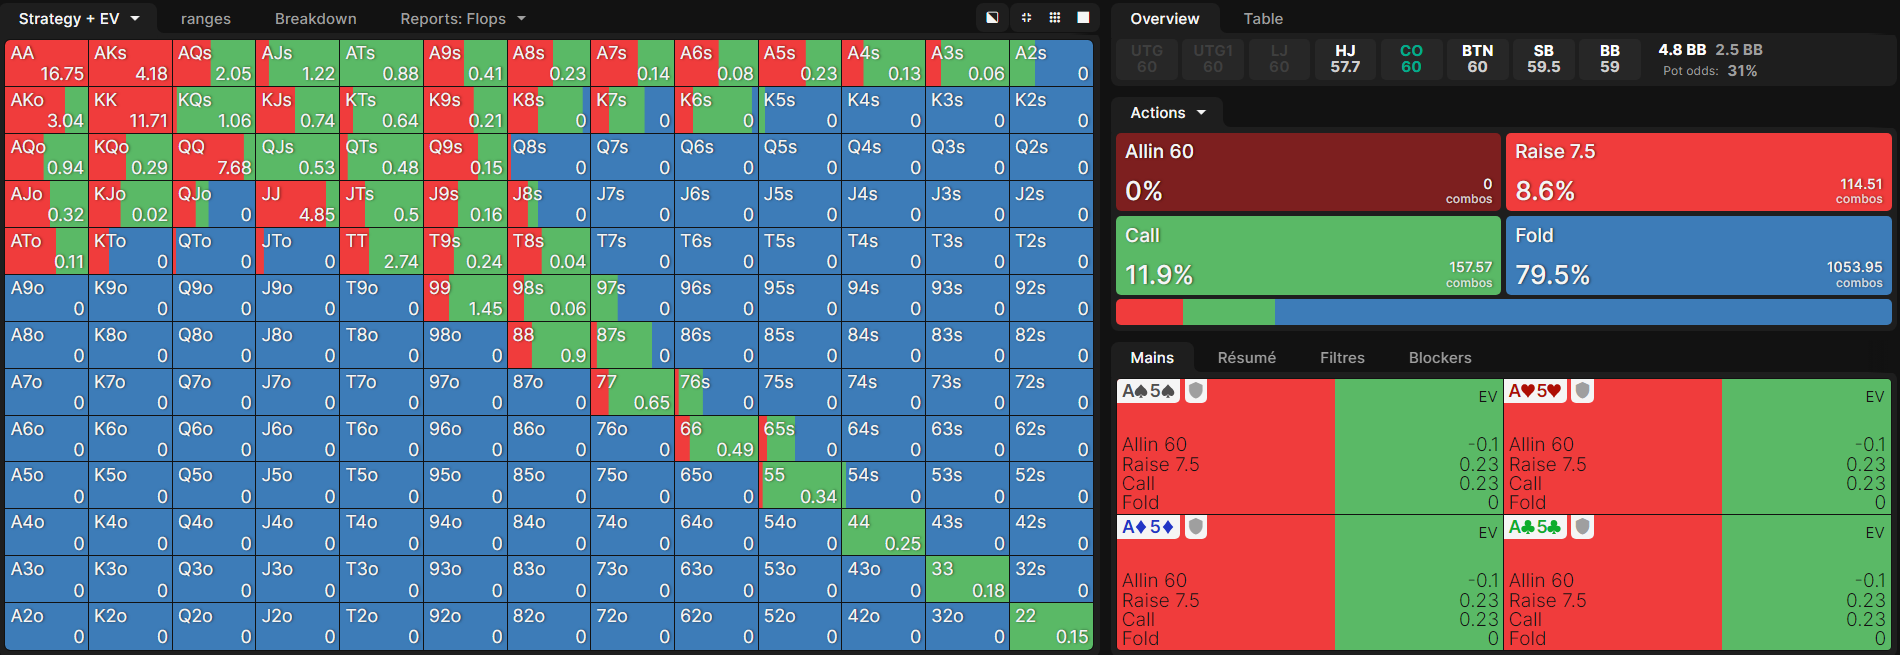 Strategy + EV ranges Breakdown Reports: Flops
AA AKs AQs AJs ATs A9s A8s A7s A6s A5s A4s A3s A2s
16.75 4.18 2.05 1.22 0.88 0.41 0.23 0.14 0.08 0.23 0.13 0.06 0
AKo KK KQs KJs KTs K9s K8s K7s K6s K5s K4s K3s K2s
3.04 11.71 1.06 0.74 0.64 0.21 0 0 0 0 0 0 0
AQo KQo QQ QJs QTs Q9s Q8s Q7s Q6s Q5s Q4s Q3s Q2s
0.94 0.29 7.68 0.53 0.48 0.15 0 0 0 0 0 0 0
AJo KJo QJo JJ JTs J9s J8s J7s J6s J5s J4s J3s J2s
0.32 0.02 0 4.85 0.5 0.16 0 0 0 0 0 0 0
ATo KTo QTo JTo TT T9s T8s T7s T6s T5s T4s T3s T2s
0.11 0 0 0 2.74 0.24 0.04 0 0 0 0 0 0
A9o K9o Q9o J9o T9o 99 98s 97s 96s 95s 94s 93s 92s
0 0 0 0 0 1.45 0.06 0 0 0 0 0 0
A8o K8o Q8o J8o T8o 98o 88 87s 86s 85s 84s 83s 82s
0 0 0 0 0 0 0.9 0 0 0 0 0 0
A7o K7o Q7o J7o T7o 97o 87o 77 76s 75s 74s 73s 72s
0 0 0 0 0 0 0 0.65 0 0 0 0 0
A6o K6o Q6o J6o T6o 96o 86o 76o 66 65s 64s 63s 62s
0 0 0 0 0 0 0 0 0.49 0 0 0 0
A5o K5o Q5o J5o T5o 95o 85o 75o 65o 55 54s 53s 52s
0 0 0 0 0 0 0 0 0 0.34 0 0 0
A4o K4o Q4o J4o T4o 94o 84o 74o 64o 54o 44 43s 42s
0 0 0 0 0 0 0 0 0 0 0.25 0 0
A3o K3o Q3o J3o T3o 93o 83o 73o 63o 53o 43o 33 32s
0 0 0 0 0 0 0 0 0 0 0 0.18 0
A2o K2o Q2o J2o T2o 92o 82o 72o 62o 52o 42o 32o 22
0 0 0 0 0 0 0 0 0 0 0 0 0.15
Overview Table
UTG UTG1 LJ HJ CO BTN SB BB 4.8 BB 2.5 BB
60 60 60 57.7 60 60 59.5 59 Pot odds: 31%
Actions
Allin 60 Raise 7.5
0% 0 combos 8.6% 114.51 combos
Call Fold
11.9% 157.57 combos 79.5% 1053.95 combos
Mains Résumé Filtres Blockers
A♠5♠ EV A♥5♥ EV
Allin 60 -0.1 Allin 60 -0.1
Raise 7.5 0.23 Raise 7.5 0.23
Call 0.23 Call 0.23
Fold 0 Fold 0
A♦5♦ EV A♣5♣ EV
Allin 60 -0.1 Allin 60 -0.1
Raise 7.5 0.23 Raise 7.5 0.23
Call 0.23 Call 0.23
Fold 0 Fold 0